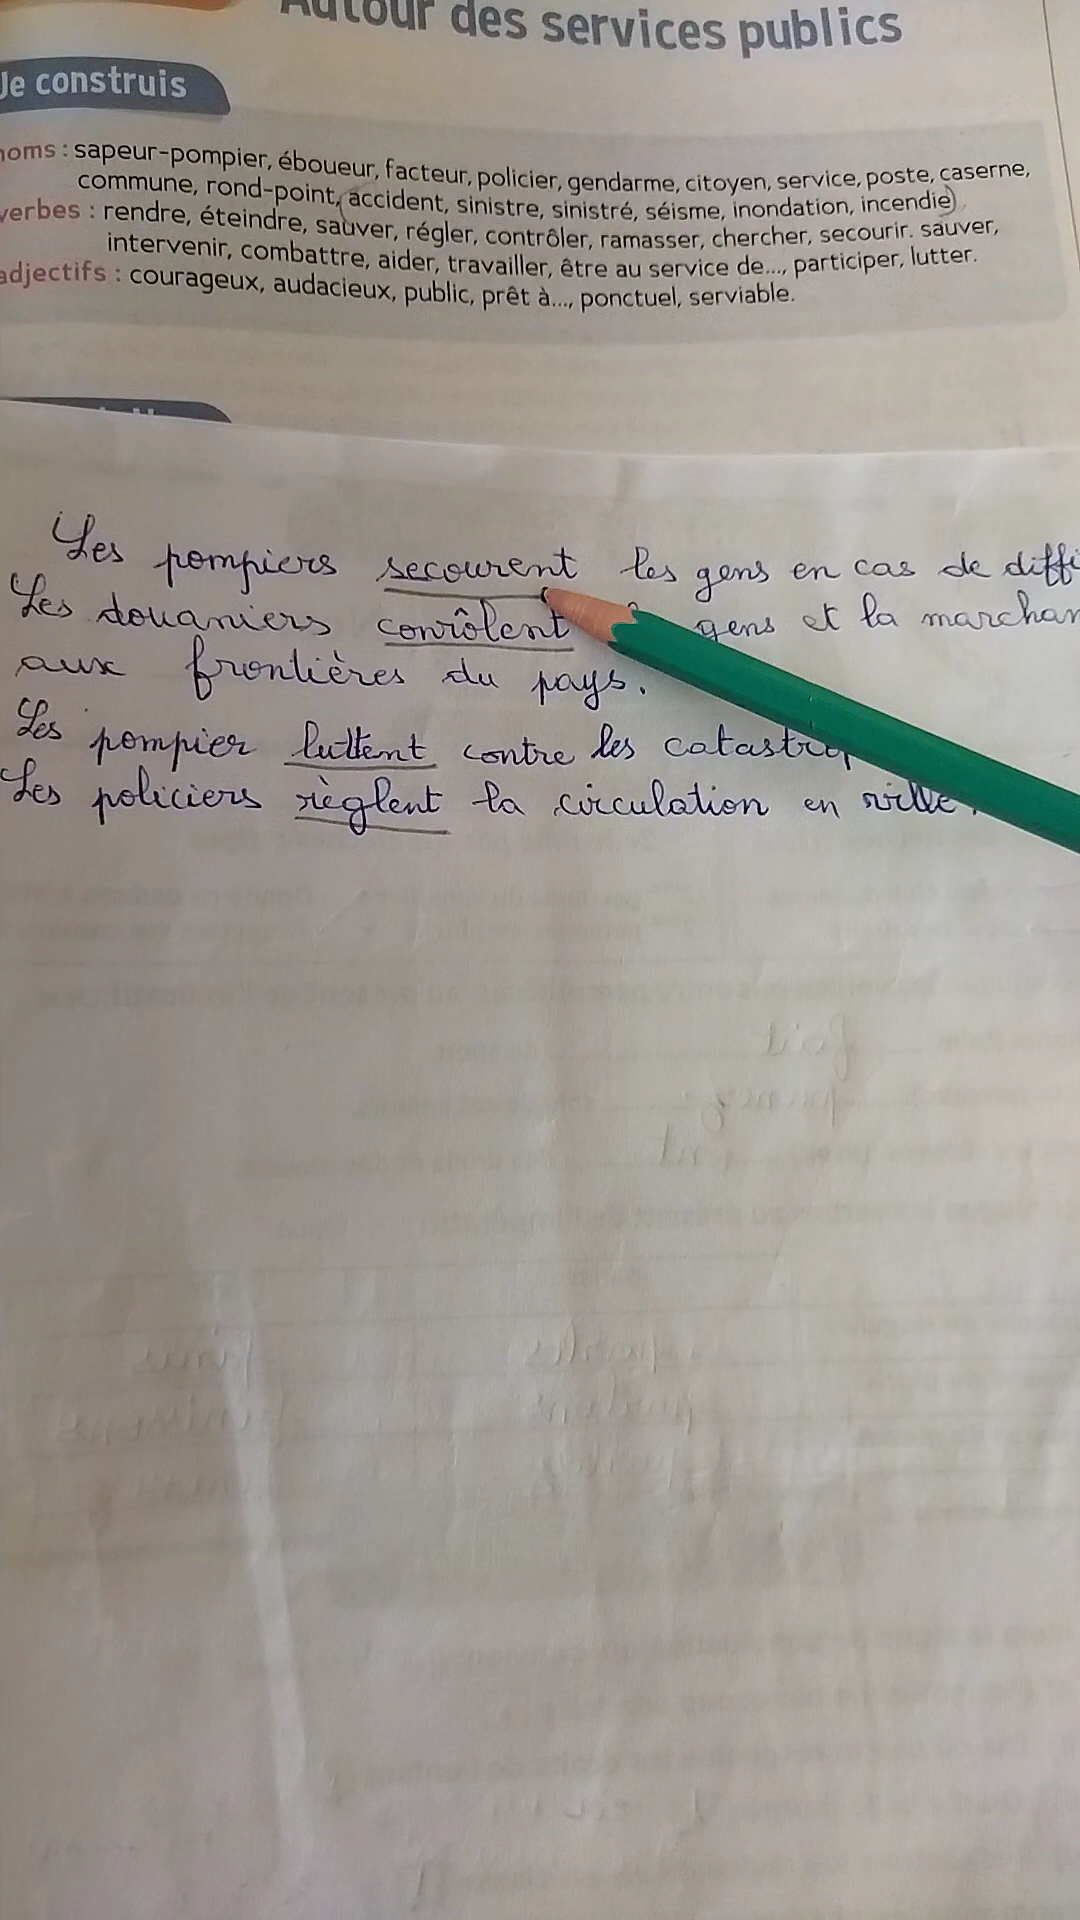 Autour des services publics
Je construis
noms : sapeur-pompier, éboueur, facteur, policier, gendarme, citoyen, service, poste, caserne,
commune, rond-point, accident, sinistre, sinistré, séisme, inondation, incendie
verbes : rendre, éteindre, sauver, régler, contrôler, ramasser, chercher, secourir. sauver,
intervenir, combattre, aider, travailler, être au service de..., participer, lutter.
adjectifs : courageux, audacieux, public, prêt à..., ponctuel, serviable.
Les pompiers secourent les gens en cas de diffi
Les douaniers conrôlent gens et la marchan
aux frontières du pays.
Les pompier luttent contre les catastrop
Les policiers règlent la circulation en ville.